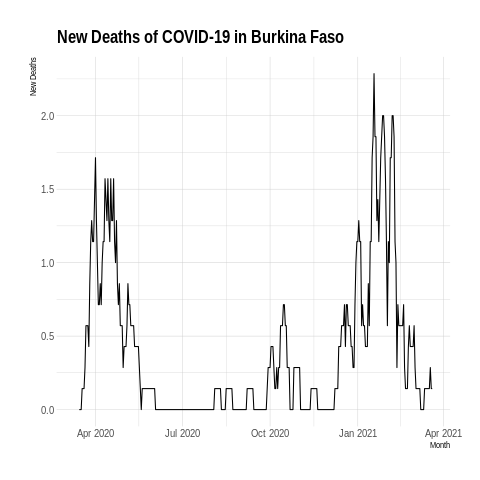 New Deaths of COVID-19 in Burkina Faso
New Deaths
2.0
1.5
1.0
0.5
0.0
Apr 2020
Jul 2020
Oct 2020
Jan 2021
Apr 2021
Month